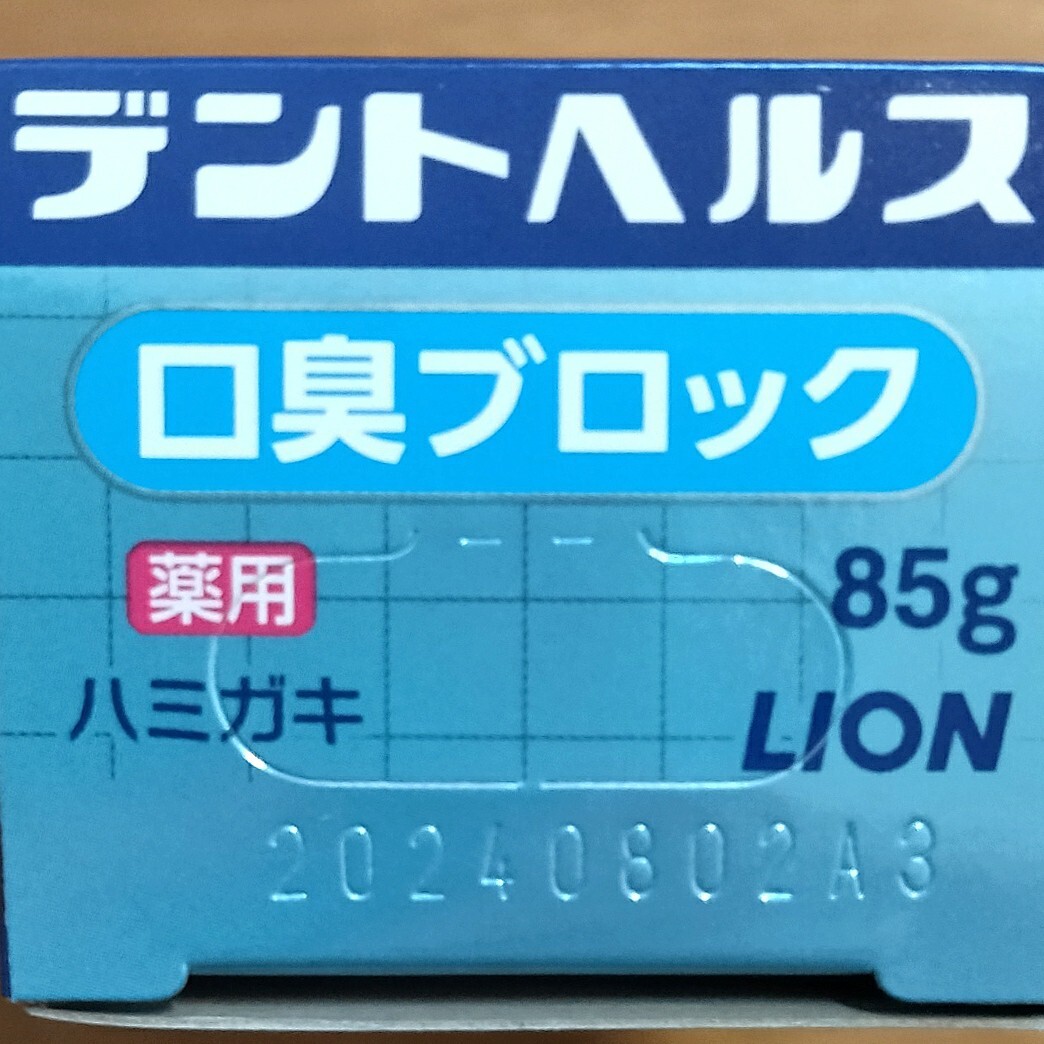 デントヘルス
口臭ブロック
薬用
85g
ハミガキ
LION
20240802A3